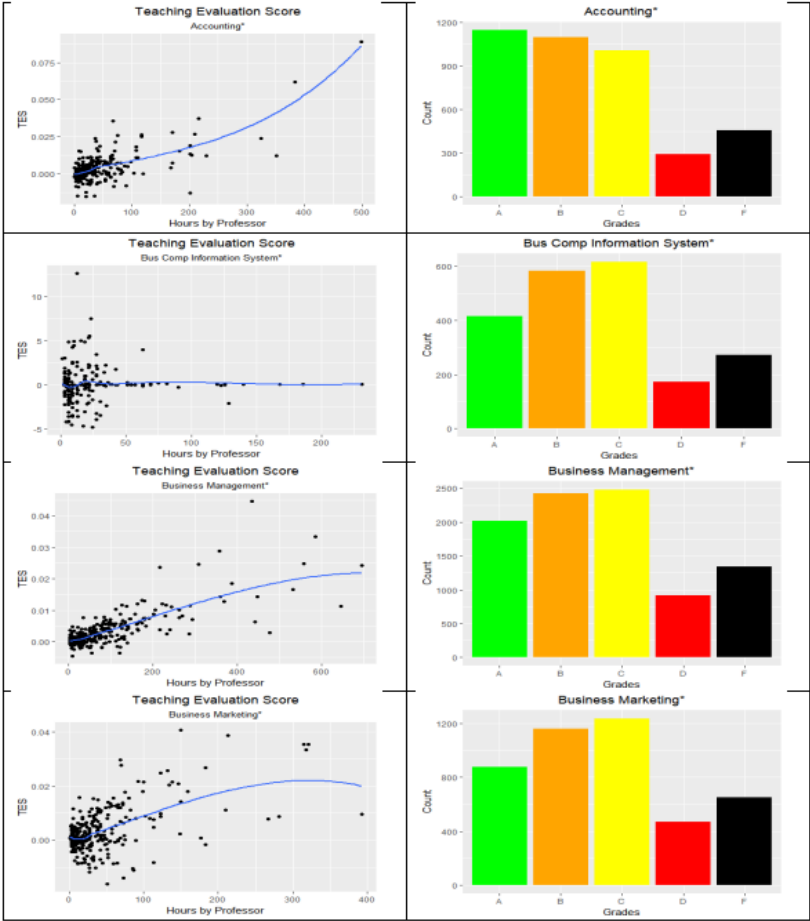 Teaching Evaluation Score
Accounting*
0.075
0.050
0.025
0.000
TES
0 100 200 300 400 500
Hours by Professor
Accounting*
1200
900
600
300
0
Count
A B C D F
Grades
Teaching Evaluation Score
Bus Comp Information System*
10
5
0
-5
TES
0 50 100 150 200
Hours by Professor
Bus Comp Information System*
600
400
200
0
Count
A B C D F
Grades
Teaching Evaluation Score
Business Management*
0.04
0.03
0.02
0.01
0.00
TES
0 200 400 600
Hours by Professor
Business Management*
2500
2000
1500
1000
500
0
Count
A B C D F
Grades
Teaching Evaluation Score
Business Marketing*
0.04
0.02
0.00
TES
0 100 200 300 400
Hours by Professor
Business Marketing*
1200
800
400
0
Count
A B C D F
Grades